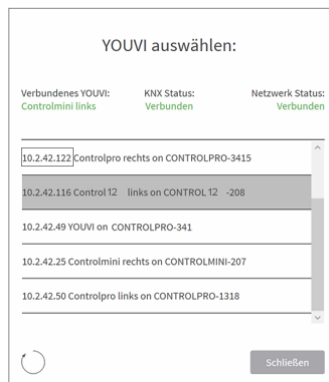 YOUVI auswählen:
Verbundenes YOUVI: KNX Status: Netzwerk Status:
Controlmini links Verbunden Verbunden
10.2.42.122 Controlpro rechts on CONTROLPRO-3415
10.2.42.116 Control 12 links on CONTROL 12 -208
10.2.42.49 YOUVI on CONTROLPRO-341
10.2.42.25 Controlmini rechts on CONTROLMINI-207
10.2.42.50 Controlpro links on CONTROLPRO-1318
Schließen